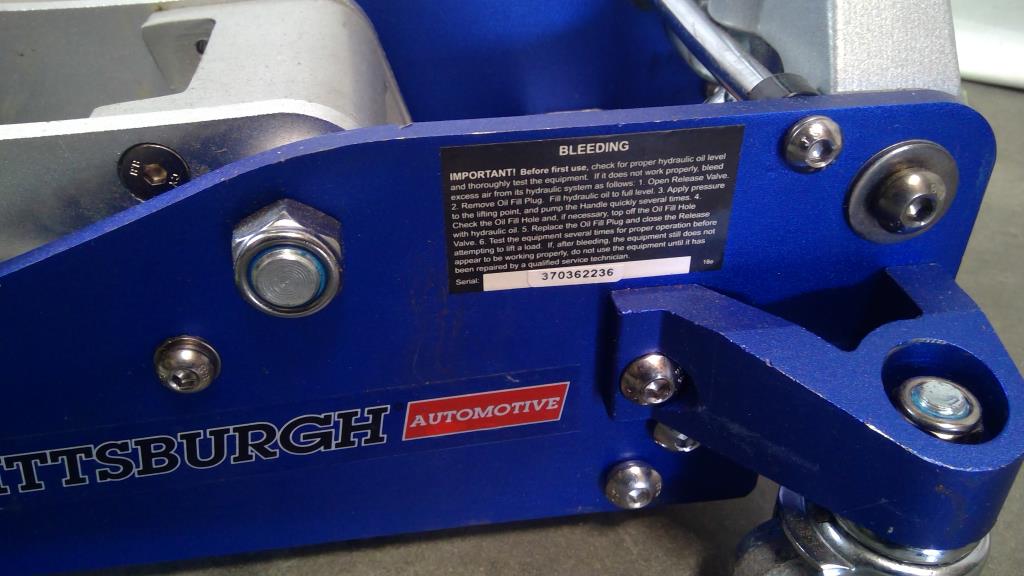 BLEEDING
IMPORTANT! Before first use, check for proper hydraulic oil level
and thoroughly test the equipment. If it does not work properly, bleed
excess air from its hydraulic system as follows: 1. Open Release Valve.
2. Remove Oil Fill Plug. Fill hydraulic oil to full level. 3. Apply pressure
to the lifting point, and pump the Handle quickly several times. 4.
Check the Oil Fill Hole and, if necessary, top off the Oil Fill Hole
with hydraulic oil. 5. Replace the Oil Fill Plug and close the Release
Valve. 6. Test the equipment several times for proper operation before
attempting to lift a load. If, after bleeding, the equipment still does not
appear to be working properly, do not use the equipment until it has
been repaired by a qualified service technician. 16e
Serial: 370362236
ITTSBURGH® AUTOMOTIVE